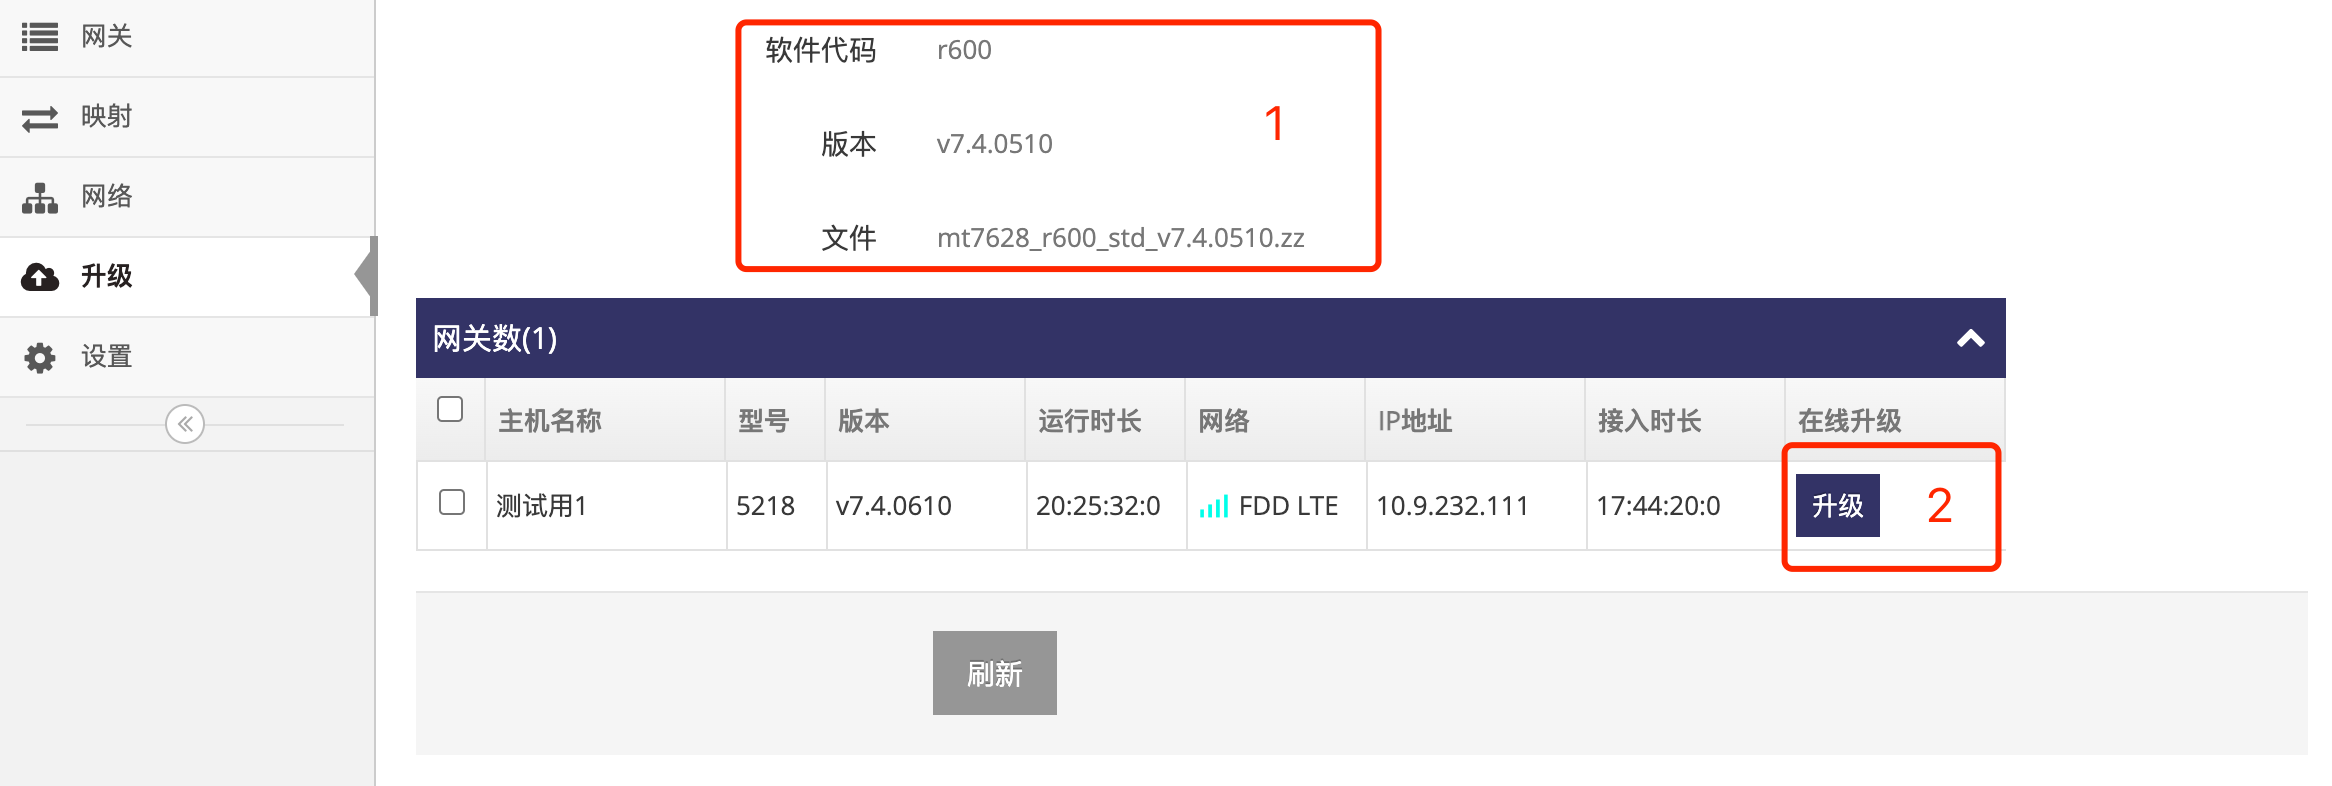 网关
映射
网络
升级
设置
软件代码 r600
版本 v7.4.0510
1
文件 mt7628_r600_std_v7.4.0510.zz
网关数(1)
主机名称 型号 版本 运行时长 网络 IP地址 接入时长 在线升级
测试用1 5218 v7.4.0610 20:25:32:0 FDD LTE 10.9.232.111 17:44:20:0 升级 2
刷新